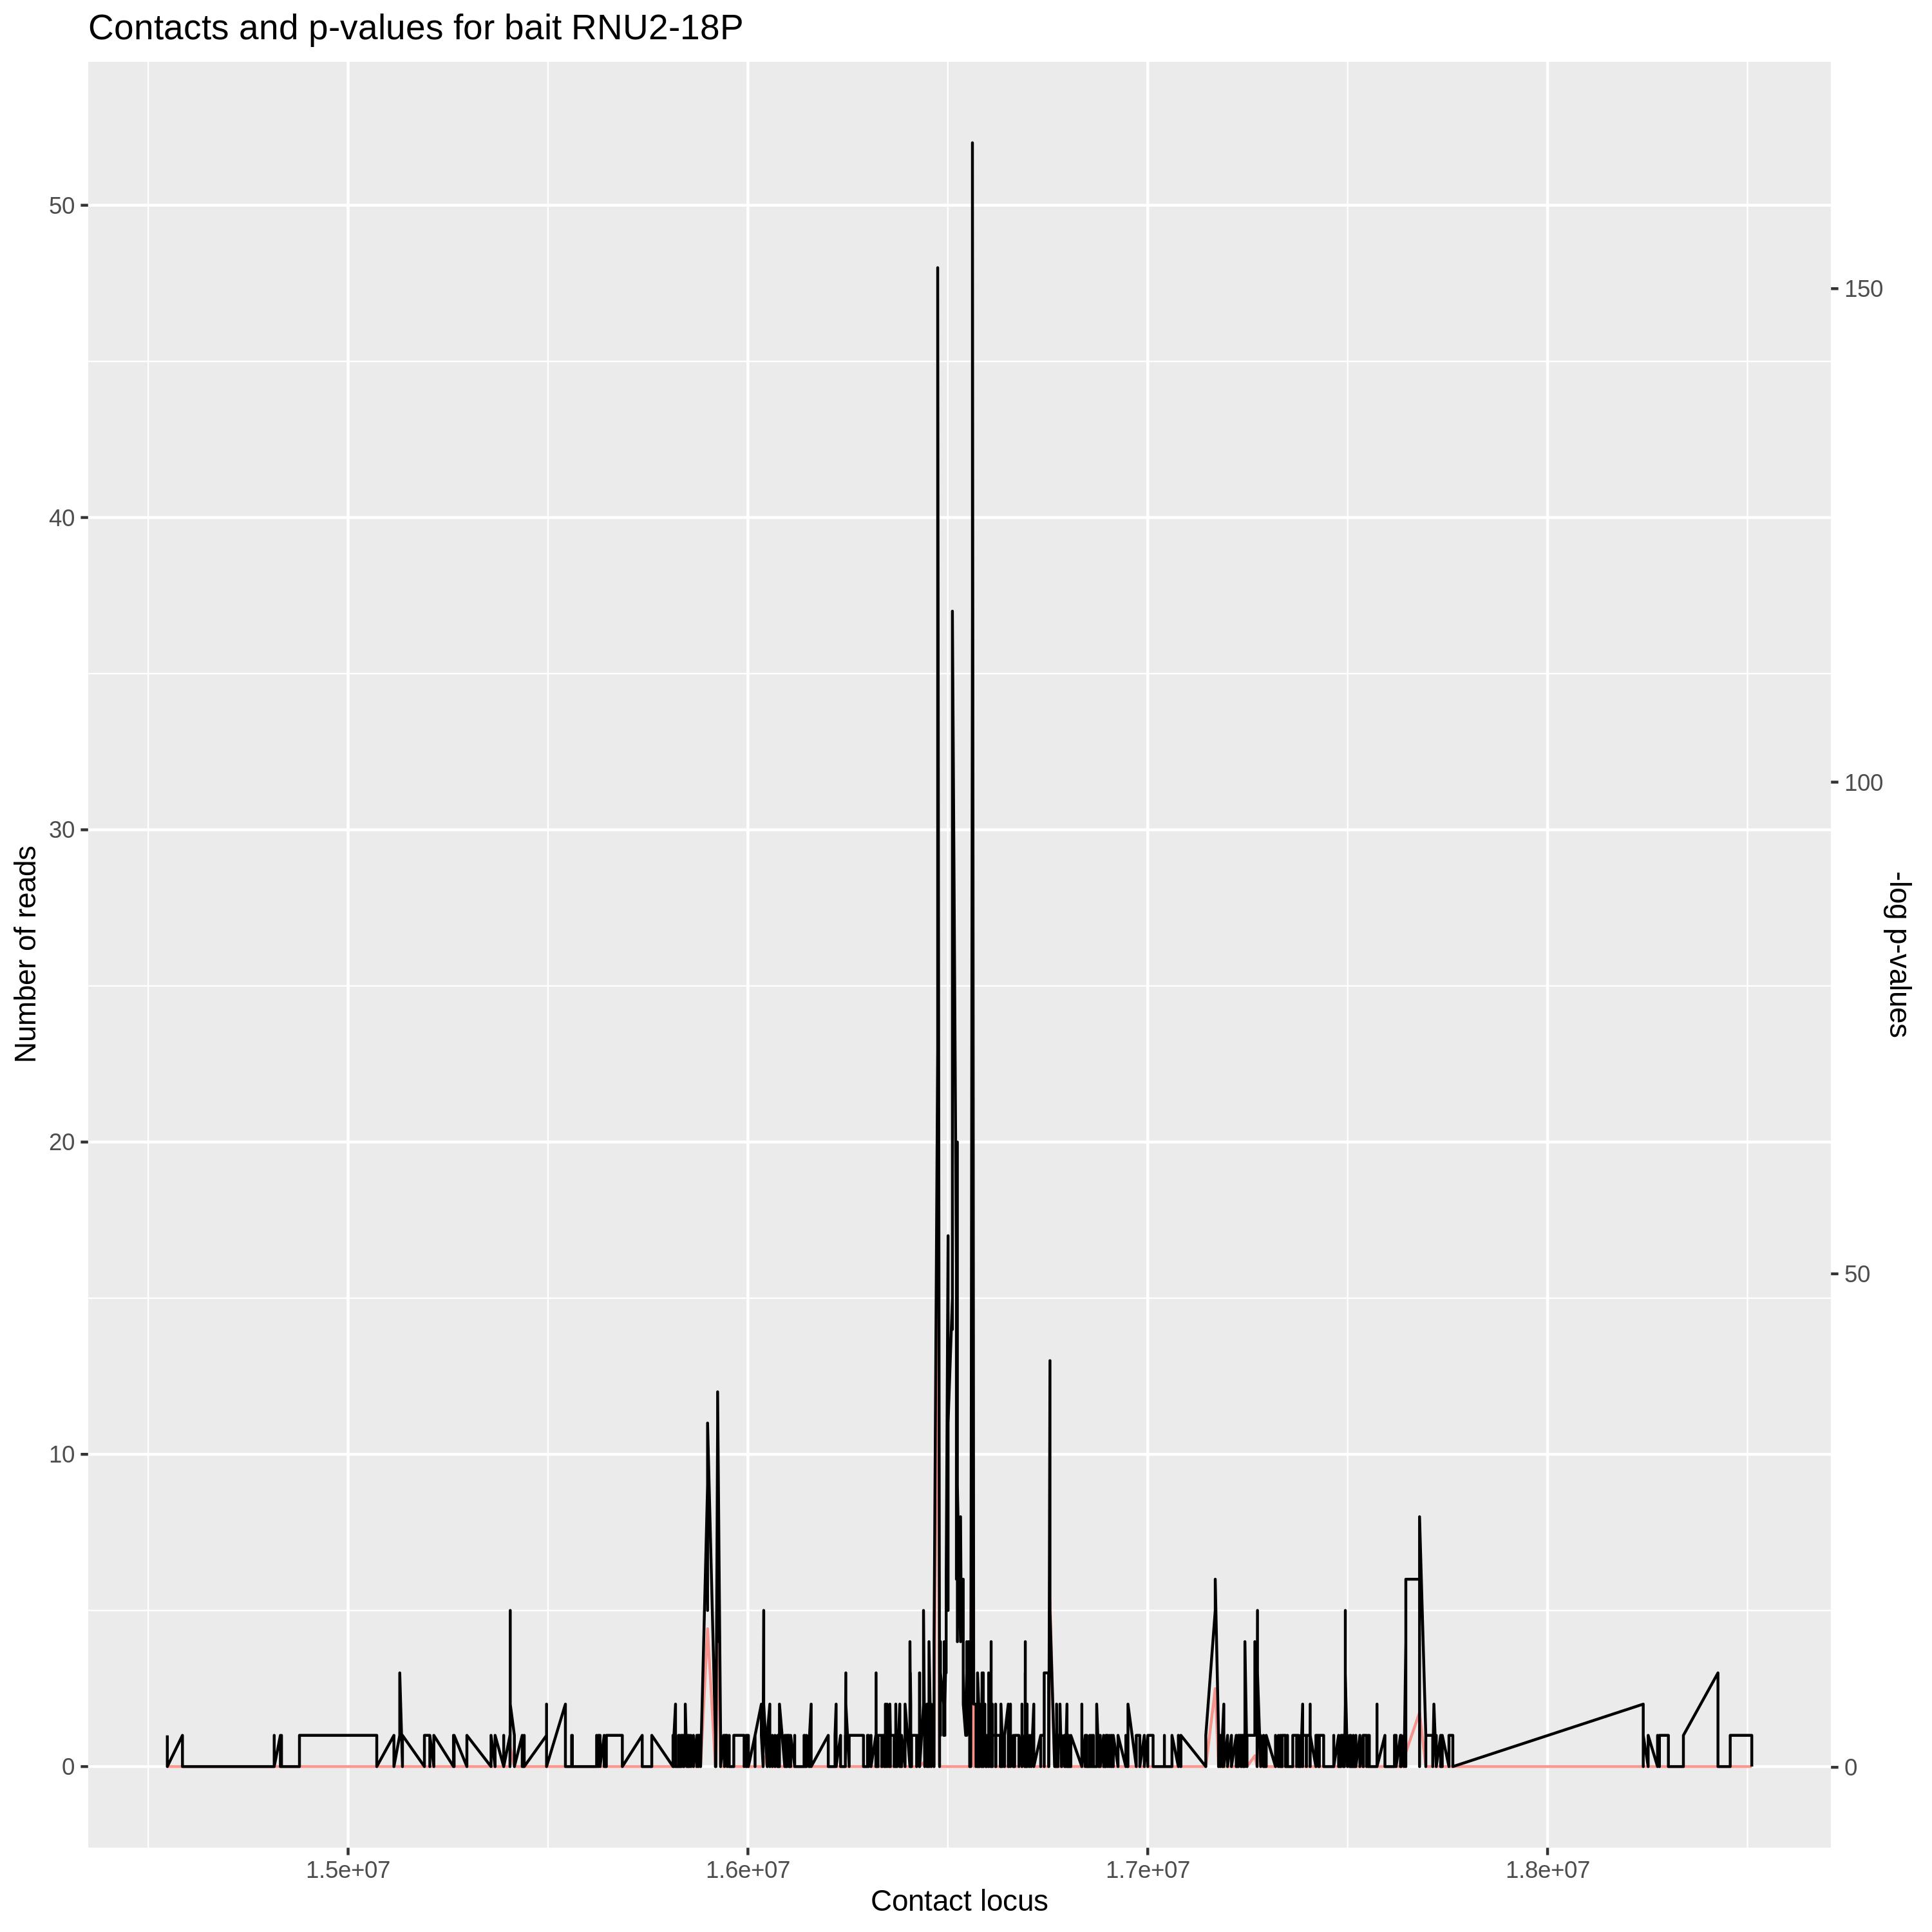 Contacts and p-values for bait RNU2-18P
Number of reads
50
40
30
20
10
0
150
100
50
0
-log p-values
1.5e+07 1.6e+07 1.7e+07 1.8e+07
Contact locus